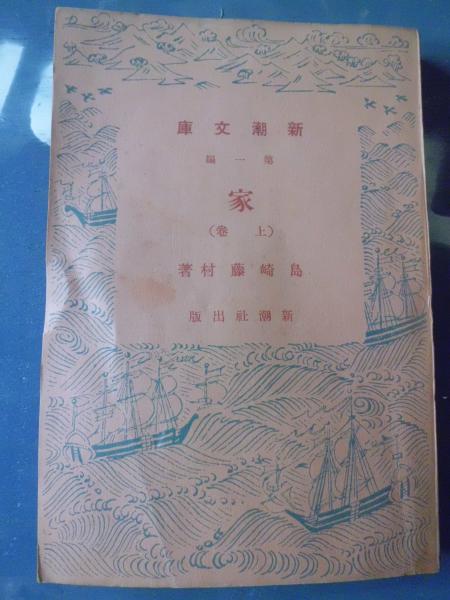 庫文潮新
編一第
家
（卷上）
著村藤崎島
版出社潮新